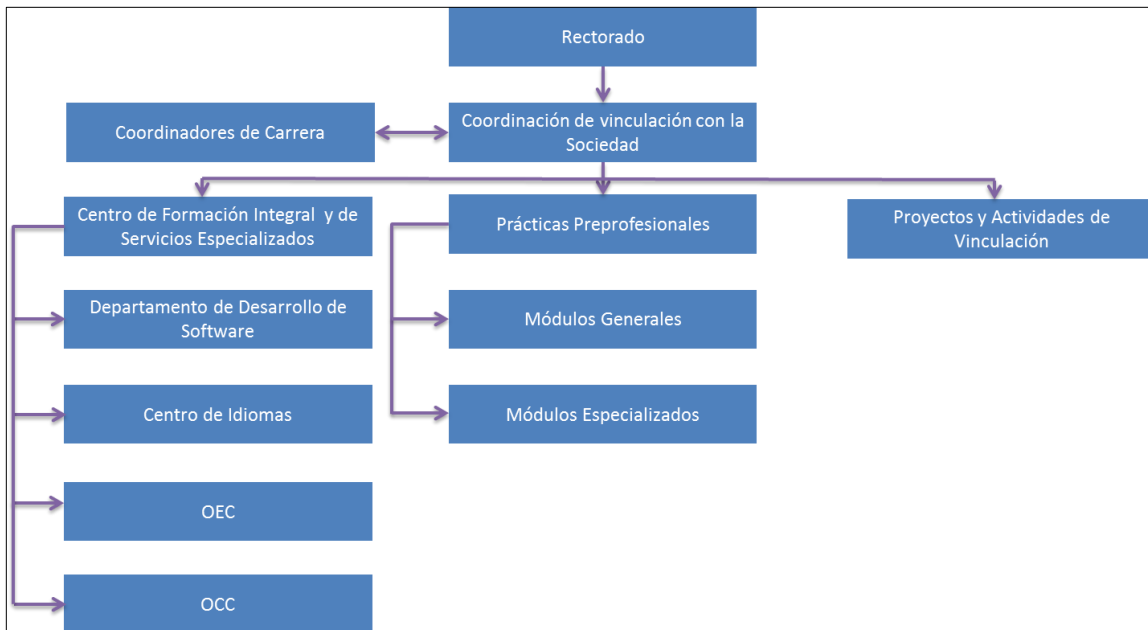 Rectorado
Coordinadores de Carrera
Coordinación de vinculación con la
Sociedad
Centro de Formación Integral y de
Servicios Especializados
Prácticas Preprofesionales
Proyectos y Actividades de
Vinculación
Departamento de Desarrollo de
Software
Módulos Generales
Centro de Idiomas
Módulos Especializados
OEC
OCC